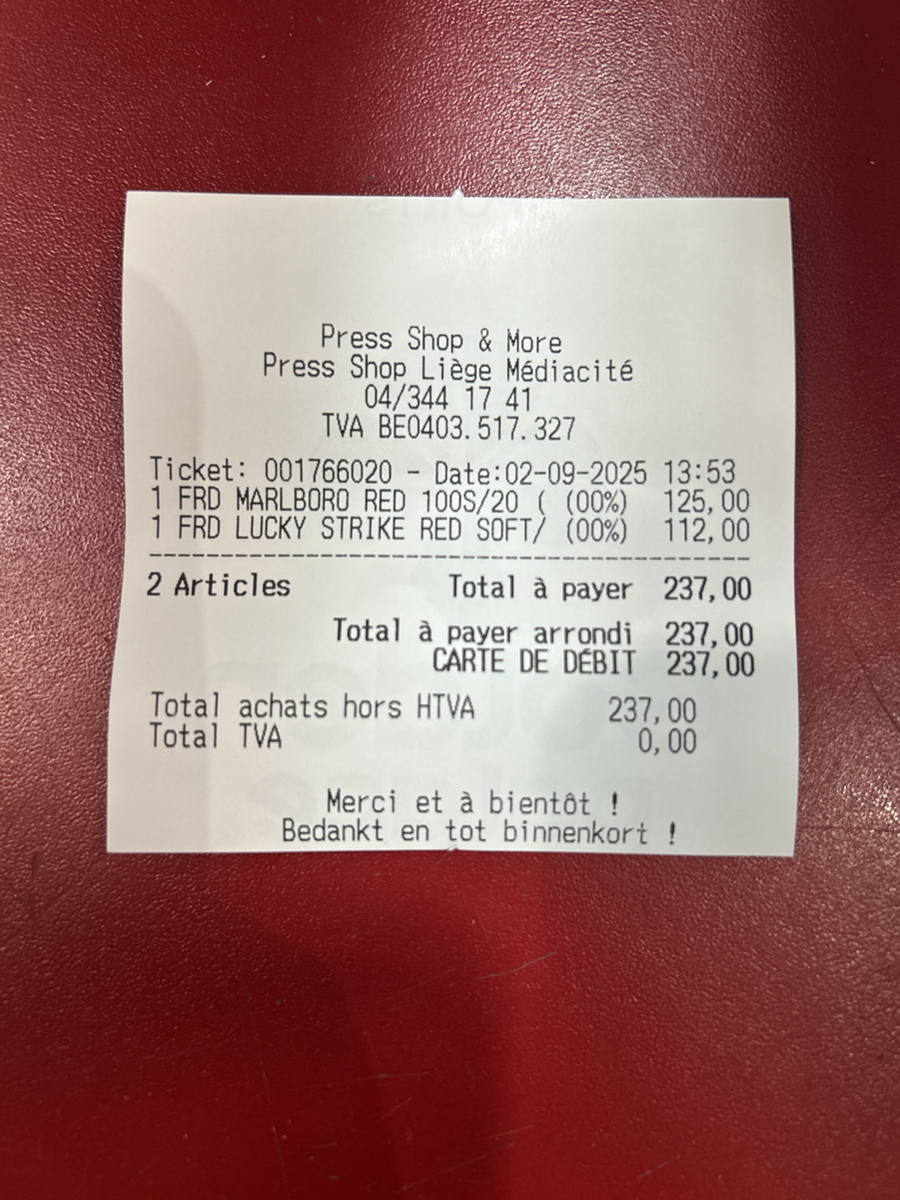 Press Shop & More
Press Shop Liège Médiacité
04/344 17 41
TVA BE0403.517.327
Ticket: 001766020 - Date:02-09-2025 13:53
1 FRD MARLBORO RED 100S/20 ( (00%) 125,00
1 FRD LUCKY STRIKE RED SOFT/ (00%) 112,00
2 Articles Total à payer 237,00
Total à payer arrondi 237,00
CARTE DE DÉBIT 237,00
Total achats hors HTVA 237,00
Total TVA 0,00
Merci et à bientôt !
Bedankt en tot binnenkort !